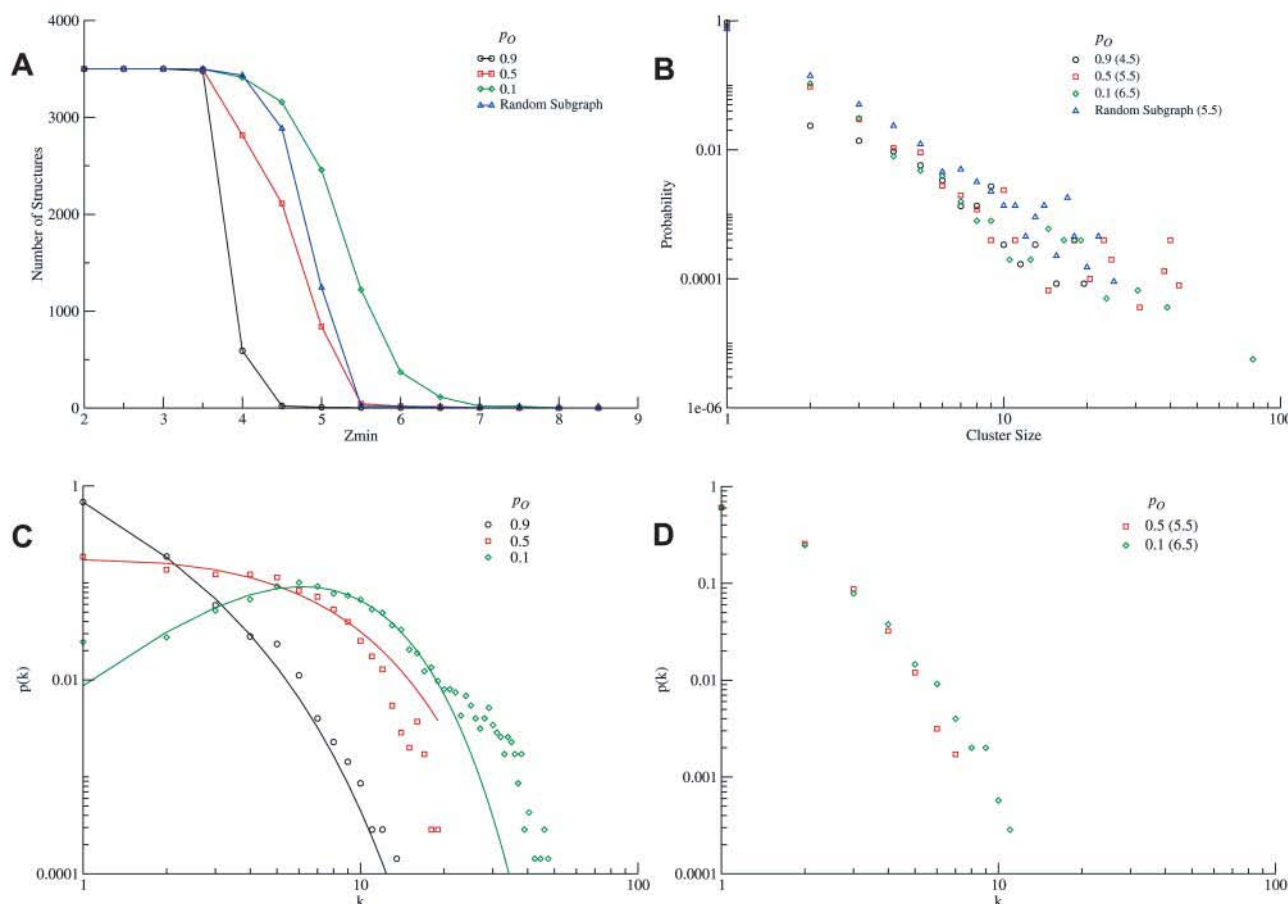 A
4000
3000
2000
1000
0
Number of Structures
2
3
4
5
6
7
8
9
Zmin
p_O
0.9
0.5
0.1
Random Subgraph
B
1
0.01
0.0001
1e-06
Probability
1
10
100
Cluster Size
p_O
0.9 (4.5)
0.5 (5.5)
0.1 (6.5)
Random Subgraph (5.5)
C
1
0.01
0.0001
p(k)
1
10
100
k
p_O
0.9
0.5
0.1
D
1
0.1
0.01
0.001
0.0001
p(k)
1
10
100
k
p_O
0.5 (5.5)
0.1 (6.5)